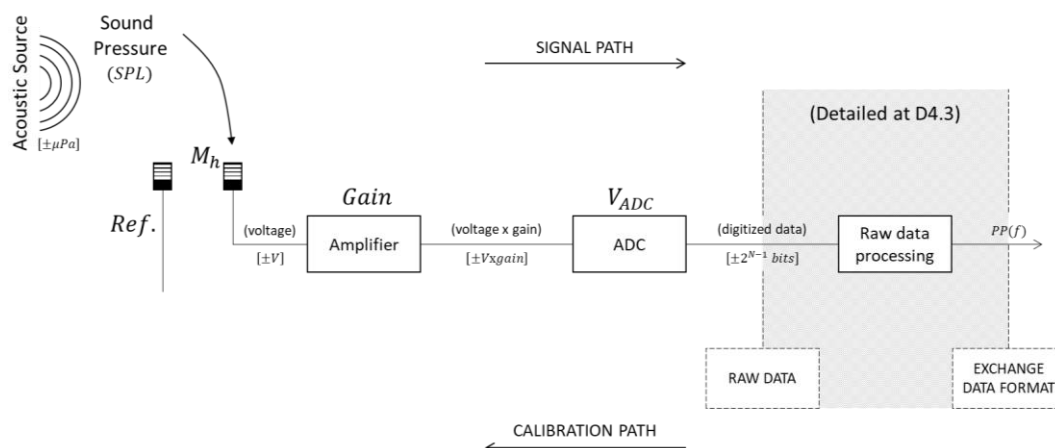 Acoustic Source
[±μPa]
Sound
Pressure
(SPL)
SIGNAL PATH
(Detailed at D4.3)
M_h
Ref.
Gain
V_ADC
(voltage)
[±V]
Amplifier
(voltage x gain)
[±Vxgain]
ADC
(digitized data)
[±2^{N-1} bits]
Raw data
processing
PP(f)
RAW DATA
EXCHANGE
DATA FORMAT
CALIBRATION PATH